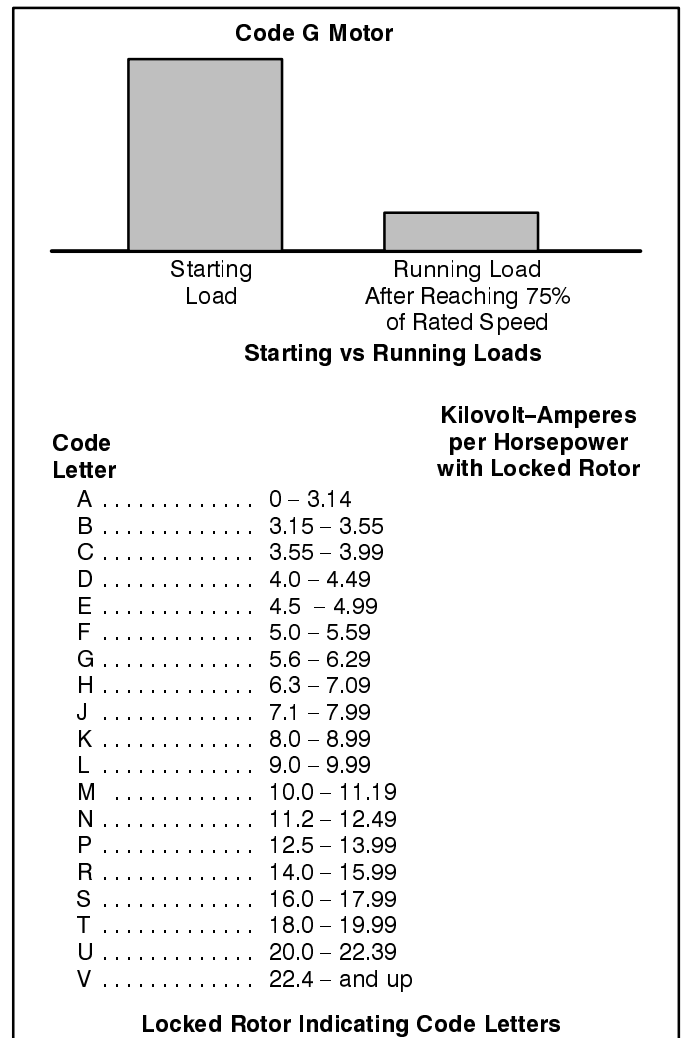 Code G Motor
Starting
Load
Running Load
After Reaching 75%
of Rated Speed
Starting vs Running Loads
Code
Letter
Kilovolt–Amperes
per Horsepower
with Locked Rotor
A . . . . . . . . . . . . . . 0 – 3.14
B . . . . . . . . . . . . . . 3.15 – 3.55
C . . . . . . . . . . . . . . 3.55 – 3.99
D . . . . . . . . . . . . . . 4.0 – 4.49
E . . . . . . . . . . . . . . 4.5 – 4.99
F . . . . . . . . . . . . . . 5.0 – 5.59
G . . . . . . . . . . . . . . 5.6 – 6.29
H . . . . . . . . . . . . . . 6.3 – 7.09
J . . . . . . . . . . . . . . 7.1 – 7.99
K . . . . . . . . . . . . . . 8.0 – 8.99
L . . . . . . . . . . . . . . 9.0 – 9.99
M . . . . . . . . . . . . . 10.0 – 11.19
N . . . . . . . . . . . . . . 11.2 – 12.49
P . . . . . . . . . . . . . . 12.5 – 13.99
R . . . . . . . . . . . . . . 14.0 – 15.99
S . . . . . . . . . . . . . . 16.0 – 17.99
T . . . . . . . . . . . . . . 18.0 – 19.99
U . . . . . . . . . . . . . . 20.0 – 22.39
V . . . . . . . . . . . . . . 22.4 – and up
Locked Rotor Indicating Code Letters